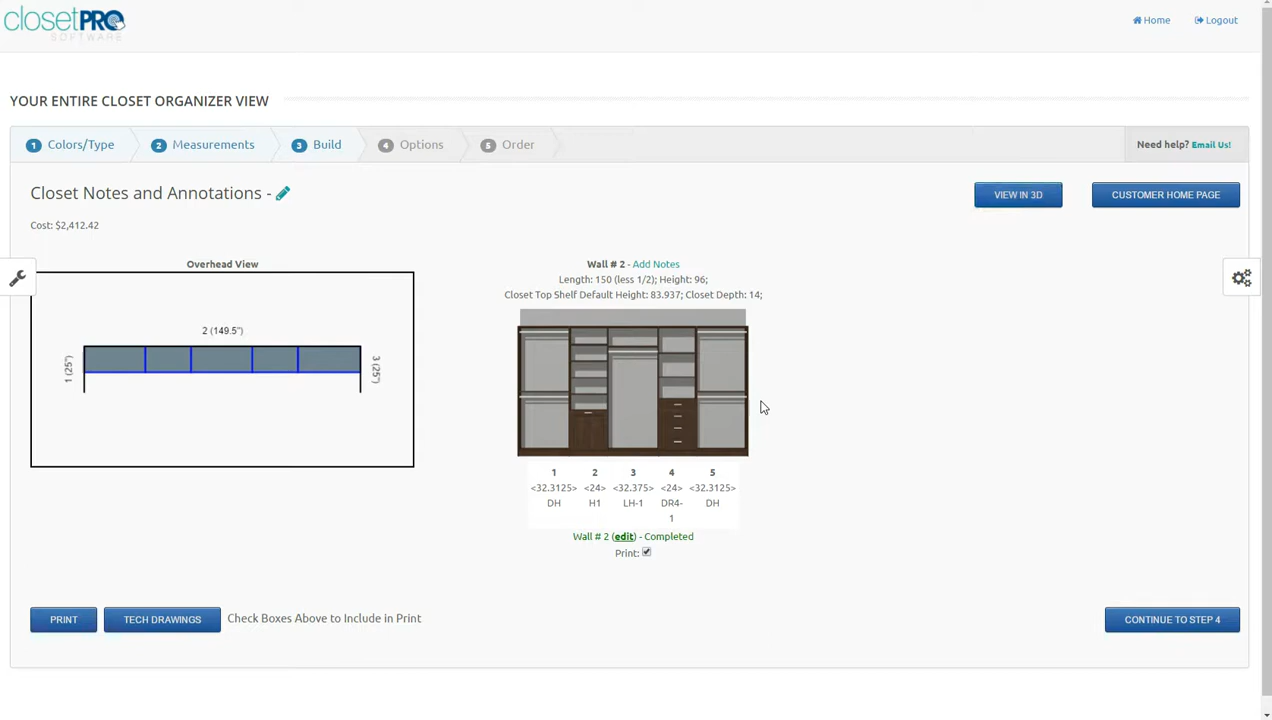 closetPRO
SOFTWARE
Home
Logout
YOUR ENTIRE CLOSET ORGANIZER VIEW
1 Colors/Type
2 Measurements
3 Build
4 Options
5 Order
Need help? Email Us!
Closet Notes and Annotations -
VIEW IN 3D
CUSTOMER HOME PAGE
Cost: $2,412.42
Overhead View
2 (149.5")
1 (25")
3 (25")
Wall # 2 - Add Notes
Length: 150 (less 1/2); Height: 96;
Closet Top Shelf Default Height: 83.937; Closet Depth: 14;
1 2 3 4 5
<32.3125> <24> <32.375> <24> <32.3125>
DH H1 LH-1 DR4- DH
1
Wall # 2 (edit) - Completed
Print:
PRINT
TECH DRAWINGS
Check Boxes Above to Include in Print
CONTINUE TO STEP 4